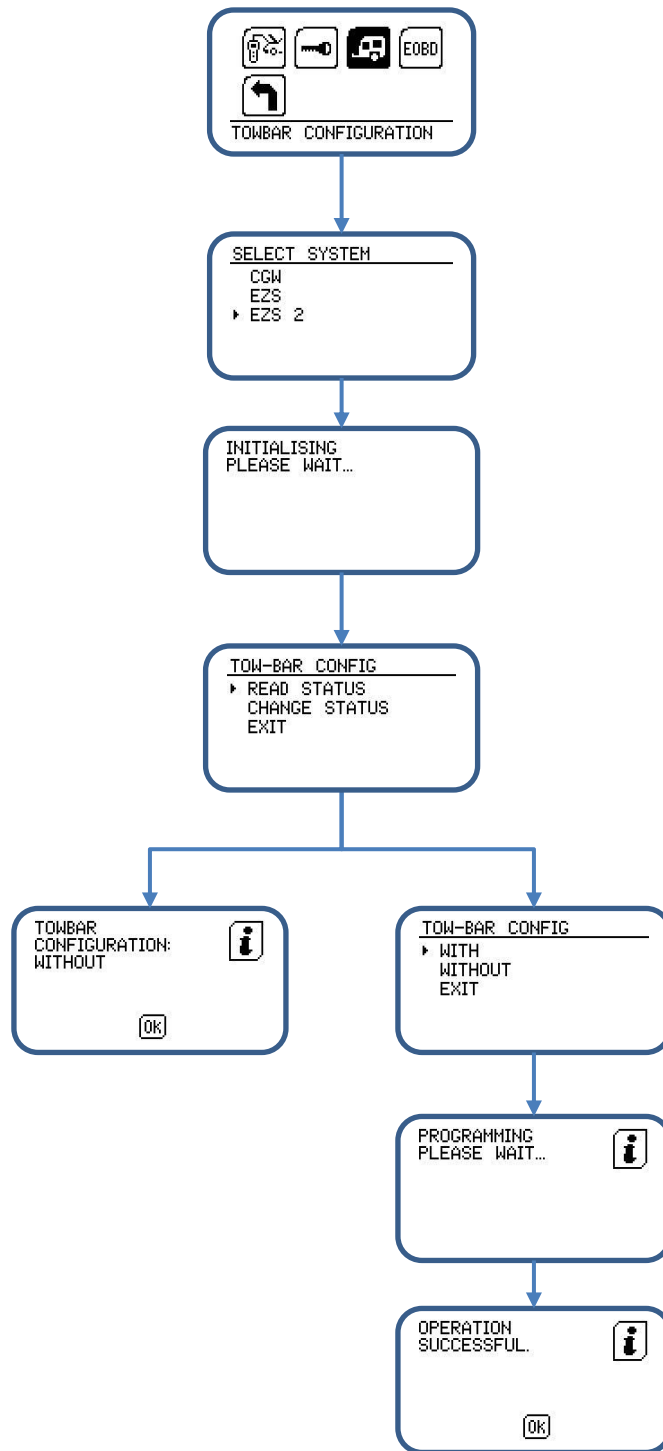 EOBD
TOWBAR CONFIGURATION
SELECT SYSTEM
CGW
EZS
EZS 2
INITIALISING
PLEASE WAIT...
TOW-BAR CONFIG
READ STATUS
CHANGE STATUS
EXIT
TOWBAR
CONFIGURATION:
WITHOUT
i
OK
TOW-BAR CONFIG
WITH
WITHOUT
EXIT
PROGRAMMING
PLEASE WAIT...
i
OPERATION
SUCCESSFUL.
i
OK